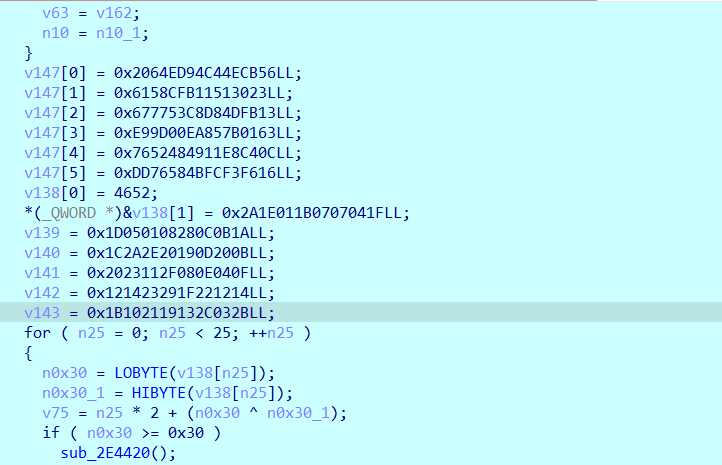 v63 = v162;
n10 = n10_1;
}
v147[0] = 0x2064ED94C44ECB56LL;
v147[1] = 0x6158CFB11513023LL;
v147[2] = 0x677753C8D84DFB13LL;
v147[3] = 0xE99D00EA857B0163LL;
v147[4] = 0x7652484911E8C40CLL;
v147[5] = 0xDD76584BFCF3F616LL;
v138[0] = 4652;
*(_QWORD *)&v138[1] = 0x2A1E011B0707041FLL;
v139 = 0x1D050108280C0B1ALL;
v140 = 0x1C2A2E20190D200BLL;
v141 = 0x2023112F080E040FLL;
v142 = 0x121423291F221214LL;
v143 = 0x1B102119132C032BLL;
for ( n25 = 0; n25 < 25; ++n25 )
{
n0x30 = LOBYTE(v138[n25]);
n0x30_1 = HIBYTE(v138[n25]);
v75 = n25 * 2 + (n0x30 ^ n0x30_1);
if ( n0x30 >= 0x30 )
sub_2E4420();